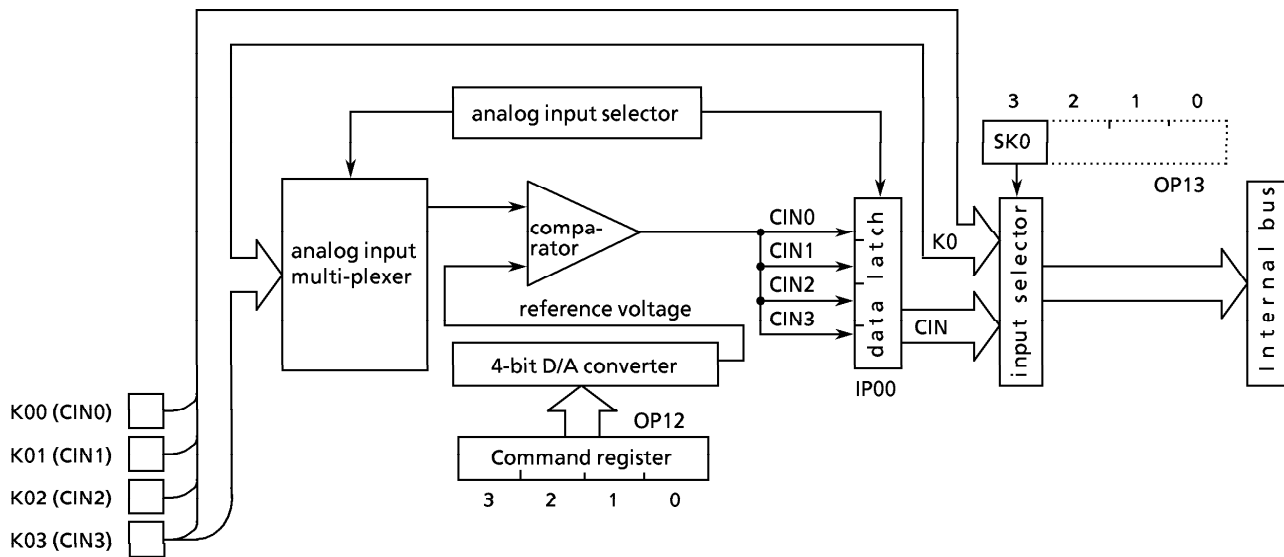 analog input selector
3 2 1 0
SK0
OP13
analog input
multi-plexer
compa-
rator
CIN0
CIN1
CIN2
CIN3
data latch
K0
CIN
input selector
Internal bus
reference voltage
4-bit D/A converter
IP00
OP12
Command register
3 2 1 0
K00 (CIN0)
K01 (CIN1)
K02 (CIN2)
K03 (CIN3)